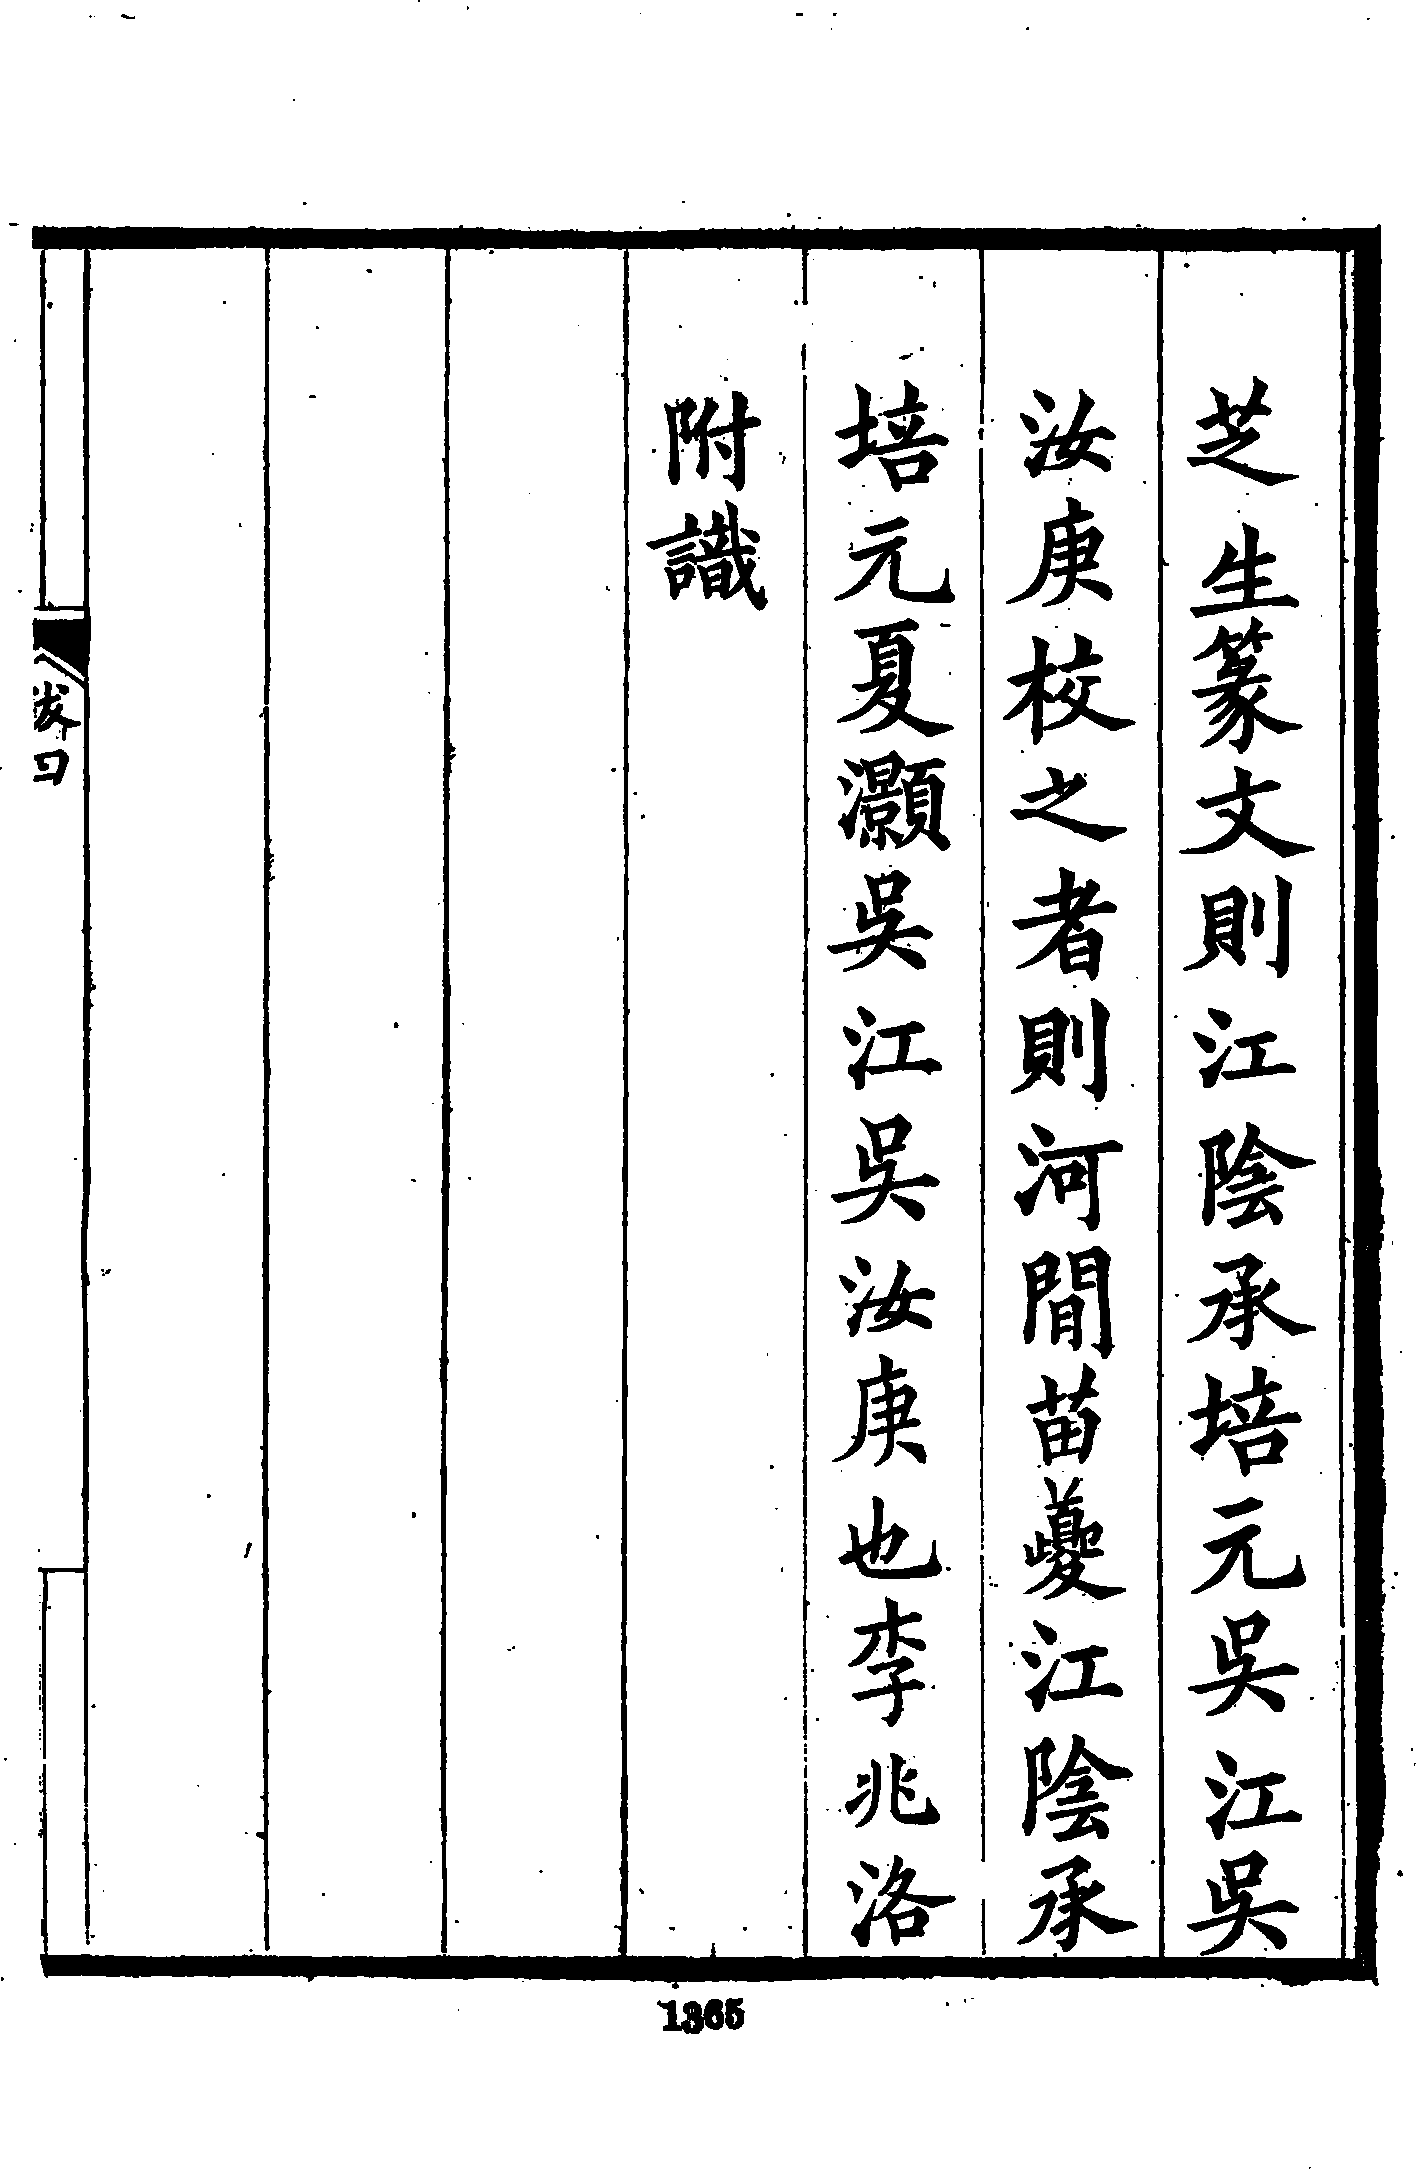 芝生篆文則江陰承培元吳江吳
汝庚校之者則河間苗夔江陰承
培元夏灝吳江吳汝庚也李兆洛
附識
1365